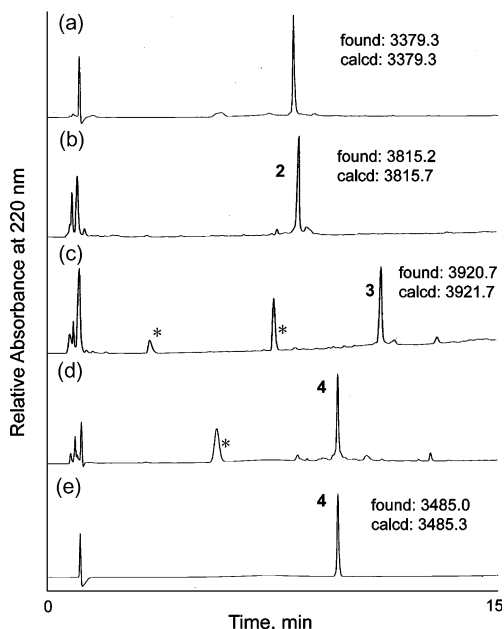 (a)
found: 3379.3
calcd: 3379.3
(b)
2
found: 3815.2
calcd: 3815.7
(c)
*
*
3
found: 3920.7
calcd: 3921.7
(d)
*
4
(e)
4
found: 3485.0
calcd: 3485.3
Relative Absorbance at 220 nm
0
15
Time, min